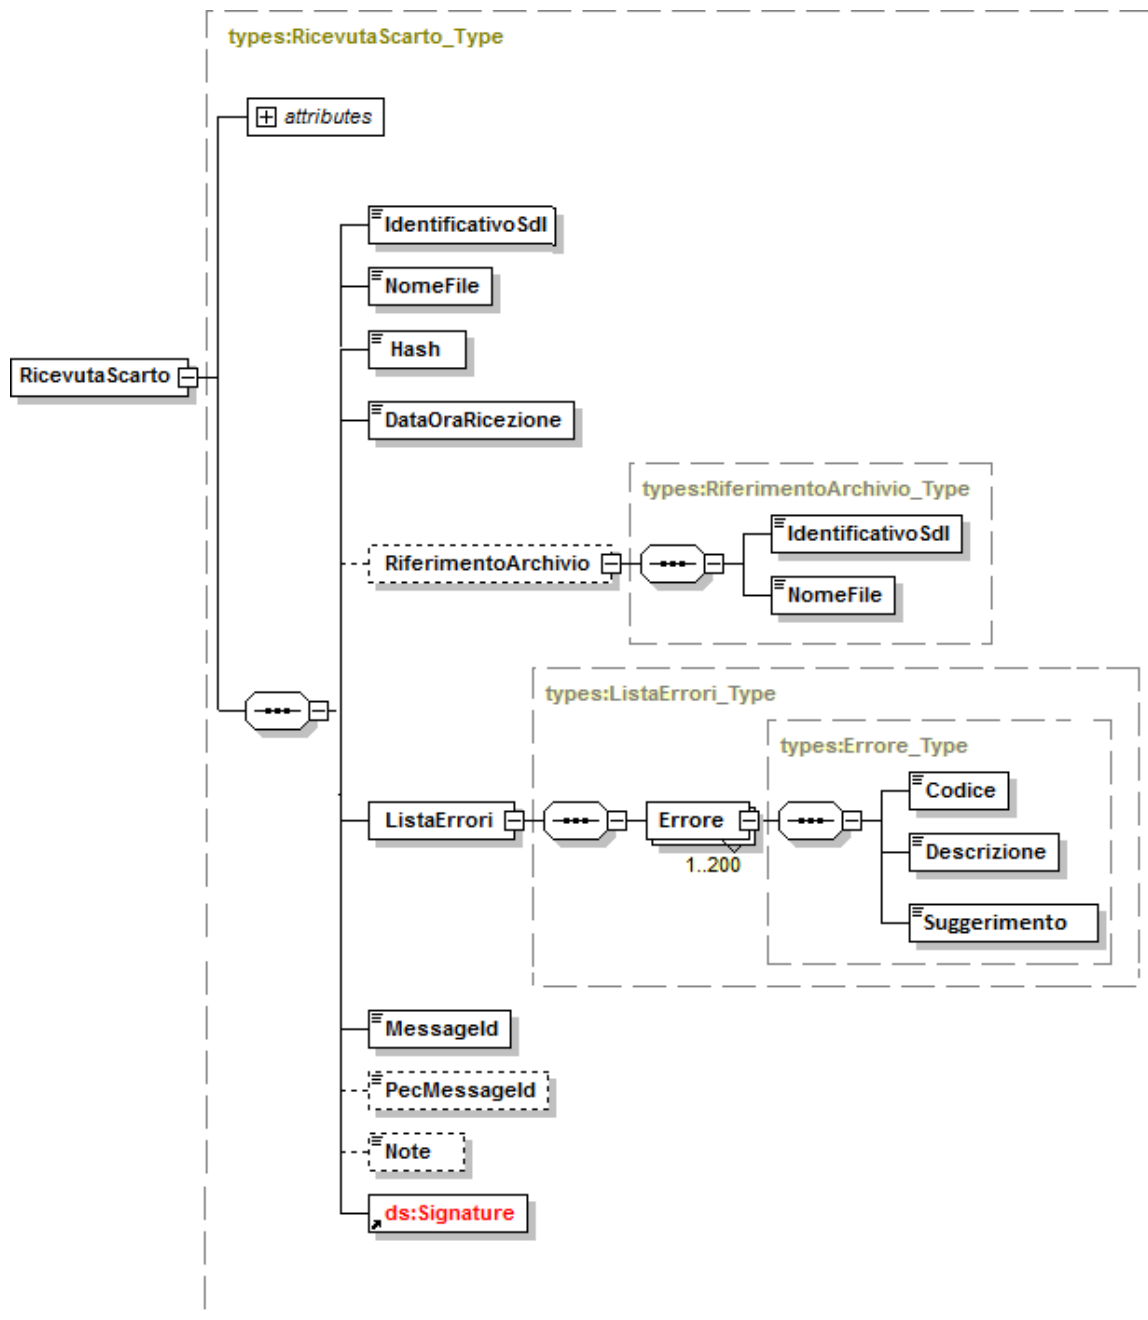 types:RicevutaScarto_Type
attributes
IdentificativoSdI
NomeFile
Hash
RicevutaScarto
DataOraRicezione
types:RiferimentoArchivio_Type
IdentificativoSdI
RiferimentoArchivio
NomeFile
types:ListaErrori_Type
types:Errore_Type
Codice
ListaErrori
Errore
Descrizione
1..200
Suggerimento
MessageId
PecMessageId
Note
ds:Signature